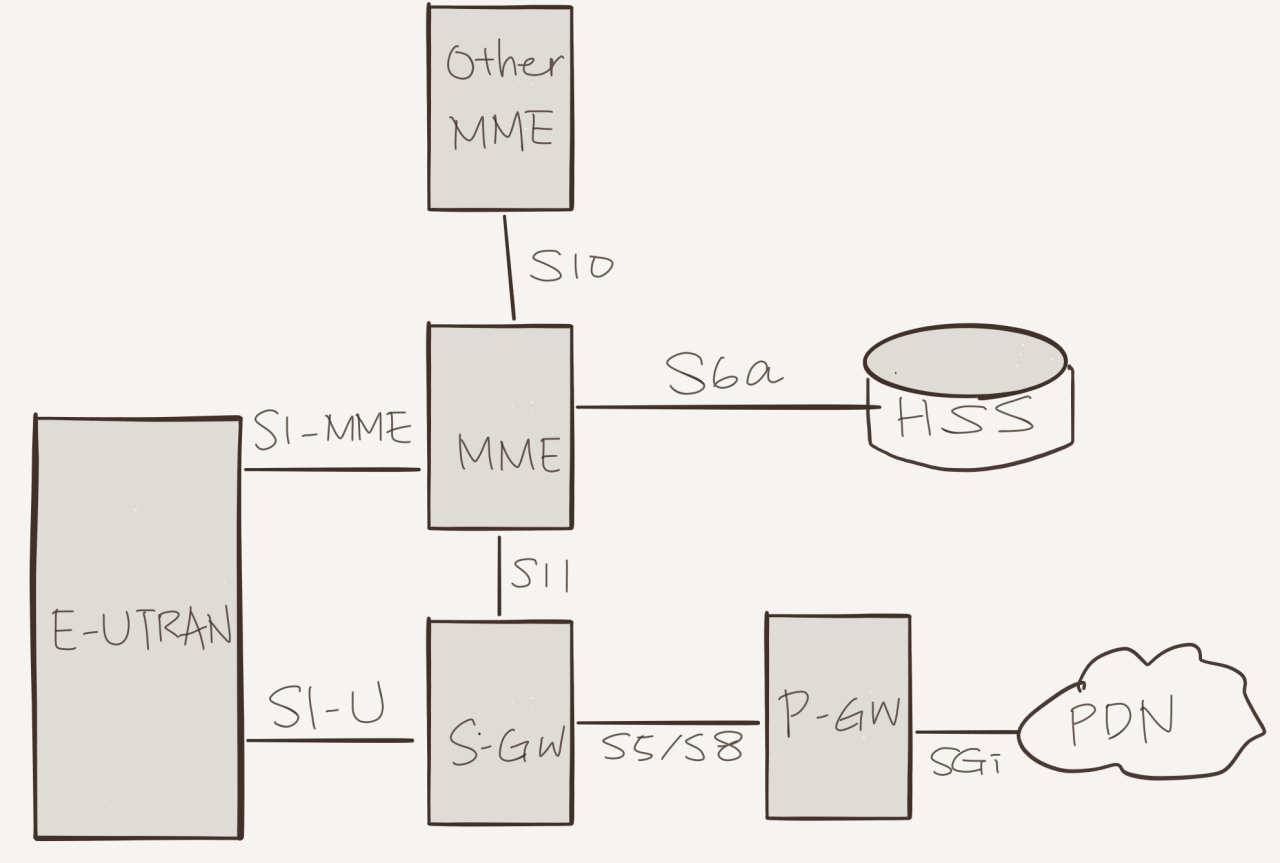 Other
MME
S10
S6a
HSS
S1-MME
MME
S11
E-UTRAN
S1-U
S-GW
S5/S8
P-GW
SGi
PDN